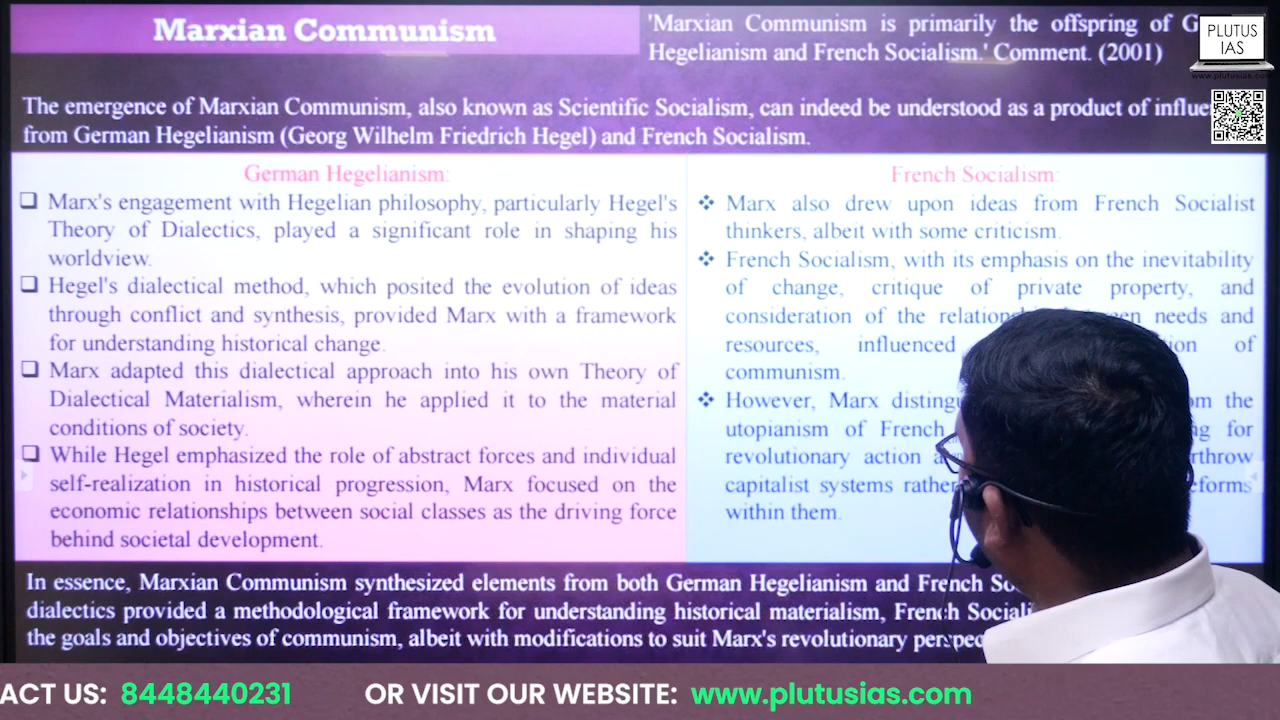 Marxian Communism
'Marxian Communism is primarily the offspring of
Hegelianism and French Socialism.' Comment. (2001)
PLUTUS
IAS
www.plutusias.com
The emergence of Marxian Communism, also known as Scientific Socialism, can indeed be understood as a product of
from German Hegelianism (Georg Wilhelm Friedrich Hegel) and French Socialism.
German Hegelianism:
❑ Marx's engagement with Hegelian philosophy, particularly Hegel's
Theory of Dialectics, played a significant role in shaping his
worldview.
❑ Hegel's dialectical method, which posited the evolution of ideas
through conflict and synthesis, provided Marx with a framework
for understanding historical change.
❑ Marx adapted this dialectical approach into his own Theory of
Dialectical Materialism, wherein he applied it to the material
conditions of society.
❑ While Hegel emphasized the role of abstract forces and individual
self-realization in historical progression, Marx focused on the
economic relationships between social classes as the driving force
behind societal development.
French Socialism:
❖ Marx also drew upon ideas from French Socialist
thinkers, albeit with some criticism.
❖ French Socialism, with its emphasis on the inevitability
of change, critique of private property, and
consideration of the needs and
resources, influenced of
communism.
❖ However, Marx the
utopianism of French for
revolutionary action
capitalist systems
within them.
In essence, Marxian Communism synthesized elements from both German Hegelianism and French
dialectics provided a methodological framework for understanding historical materialism, French
the goals and objectives of communism, albeit with modifications to suit Marx's revolutionary
ACT US: 8448440231 OR VISIT OUR WEBSITE: www.plutusias.com